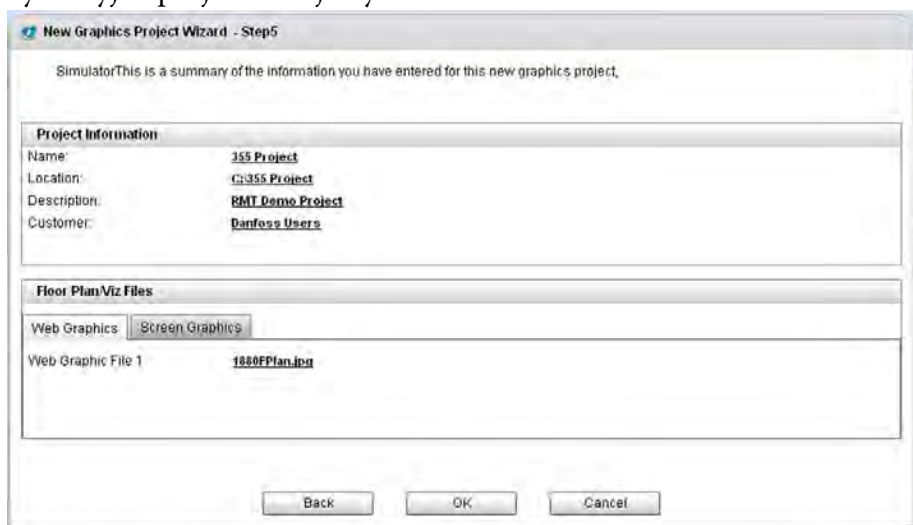 New Graphics Project Wizard - Step5
SimulatorThis is a summary of the information you have entered for this new graphics project,
Project Information
Name: 355 Project
Location: C:\355 Project
Description: RMT Demo Project
Customer: Danfoss Users
Floor Plan/Viz Files
Web Graphics Screen Graphics
Web Graphic File 1 1880FPlan.jpg
Back OK Cancel